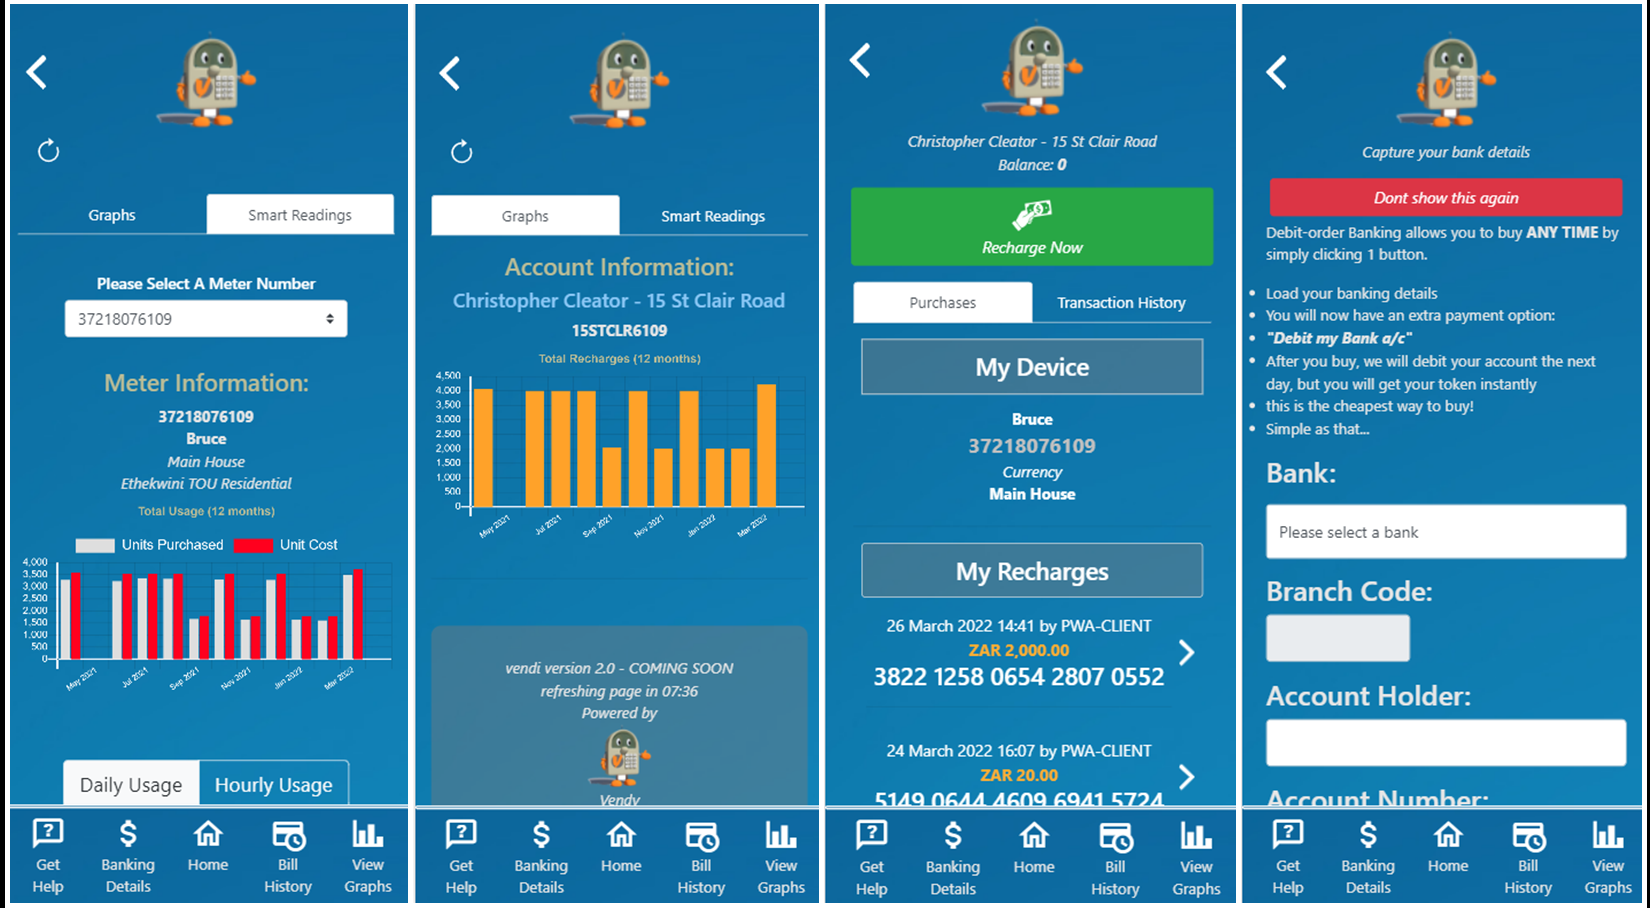 Graphs
Smart Readings
Please Select A Meter Number
37218076109
Meter Information:
37218076109
Bruce
Main House
Ethekwini TOU Residential
Total Usage (12 months)
Units Purchased
Unit Cost
4,000
3,500
3,000
2,500
2,000
1,500
1,000
500
0
May 2021
Jul 2021
Sep 2021
Nov 2021
Jan 2022
Mar 2022
Daily Usage
Hourly Usage
Get Help
Banking Details
Home
Bill History
View Graphs
Graphs
Smart Readings
Account Information:
Christopher Cleator - 15 St Clair Road
15STCLR6109
Total Recharges (12 months)
4,500
4,000
3,500
3,000
2,500
2,000
1,500
1,000
500
0
May 2021
Jul 2021
Sep 2021
Nov 2021
Jan 2022
Mar 2022
vendi version 2.0 - COMING SOON
refreshing page in 07:36
Powered by
Vendy
Get Help
Banking Details
Home
Bill History
View Graphs
Christopher Cleator - 15 St Clair Road
Balance: 0
Recharge Now
Purchases
Transaction History
My Device
Bruce
37218076109
Currency
Main House
My Recharges
26 March 2022 14:41 by PWA-CLIENT
ZAR 2,000.00
3822 1258 0654 2807 0552
24 March 2022 16:07 by PWA-CLIENT
ZAR 20.00
5149 0644 4609 6941 5724
Get Help
Banking Details
Home
Bill History
View Graphs
Capture your bank details
Dont show this again
Debit-order Banking allows you to buy ANY TIME by
simply clicking 1 button.
• Load your banking details
• You will now have an extra payment option:
• "Debit my Bank a/c"
• After you buy, we will debit your account the next
day, but you will get your token instantly
• this is the cheapest way to buy!
• Simple as that...
Bank:
Please select a bank
Branch Code:
Account Holder:
Account Number:
Get Help
Banking Details
Home
Bill History
View Graphs